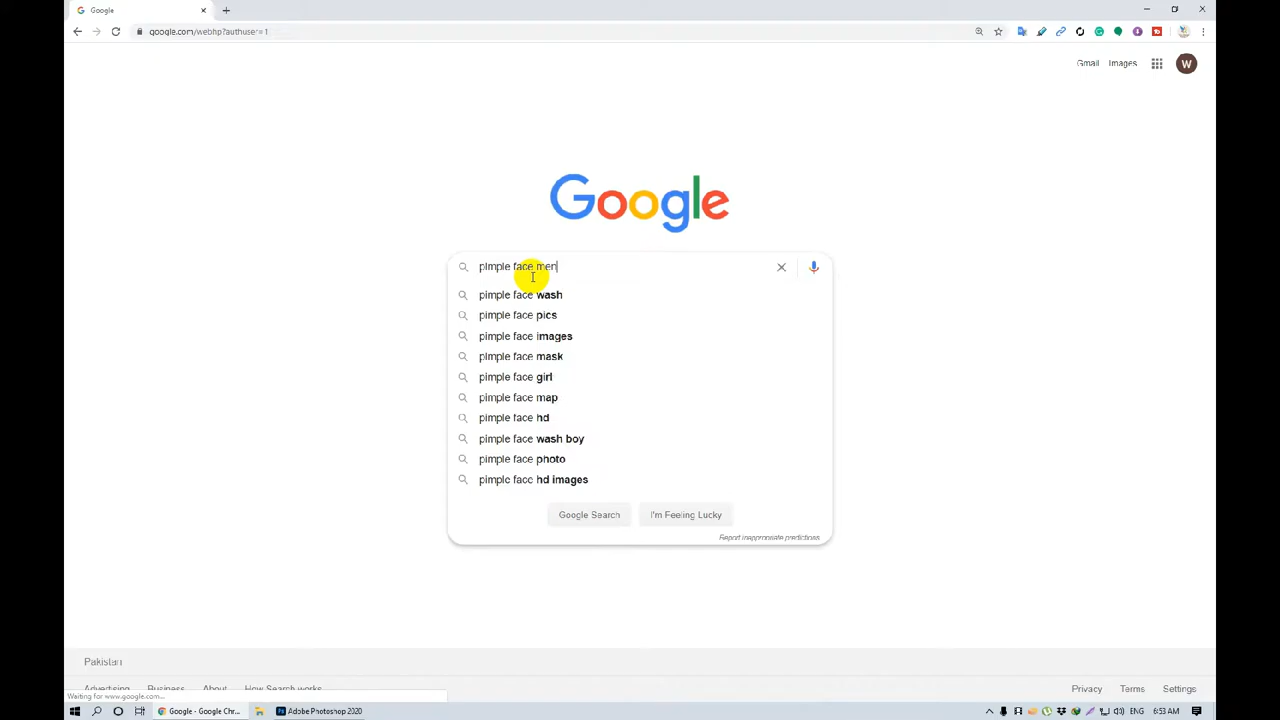 Google
google.com/webhp?authuser=1
Gmail Images
W
Google
pimple face men
pimple face wash
pimple face pics
pimple face images
pimple face mask
pimple face girl
pimple face map
pimple face hd
pimple face wash boy
pimple face photo
pimple face hd images
Google Search I'm Feeling Lucky
Report inappropriate predictions
Pakistan
Advertising Business About How Search works Privacy Terms Settings
Waiting for www.google.com...
Google - Google Chr... Adobe Photoshop 2020 ENG 6:53 AM